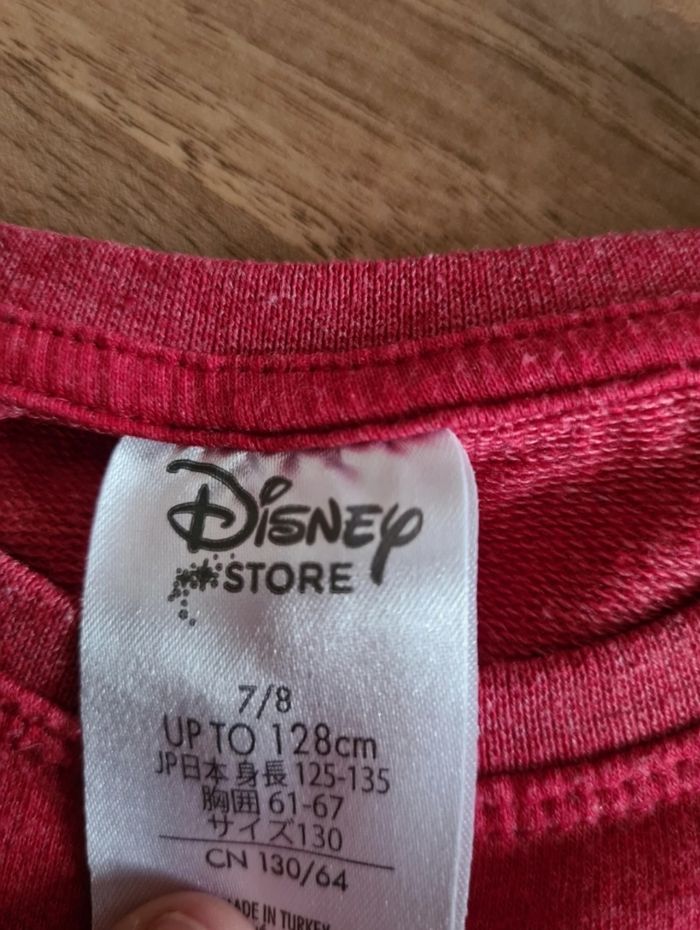 Disney
STORE
7/8
UP TO 128cm
JP日本 身長 125-135
胸囲 61-67
サイズ130
CN 130/64
MADE IN TURKEY